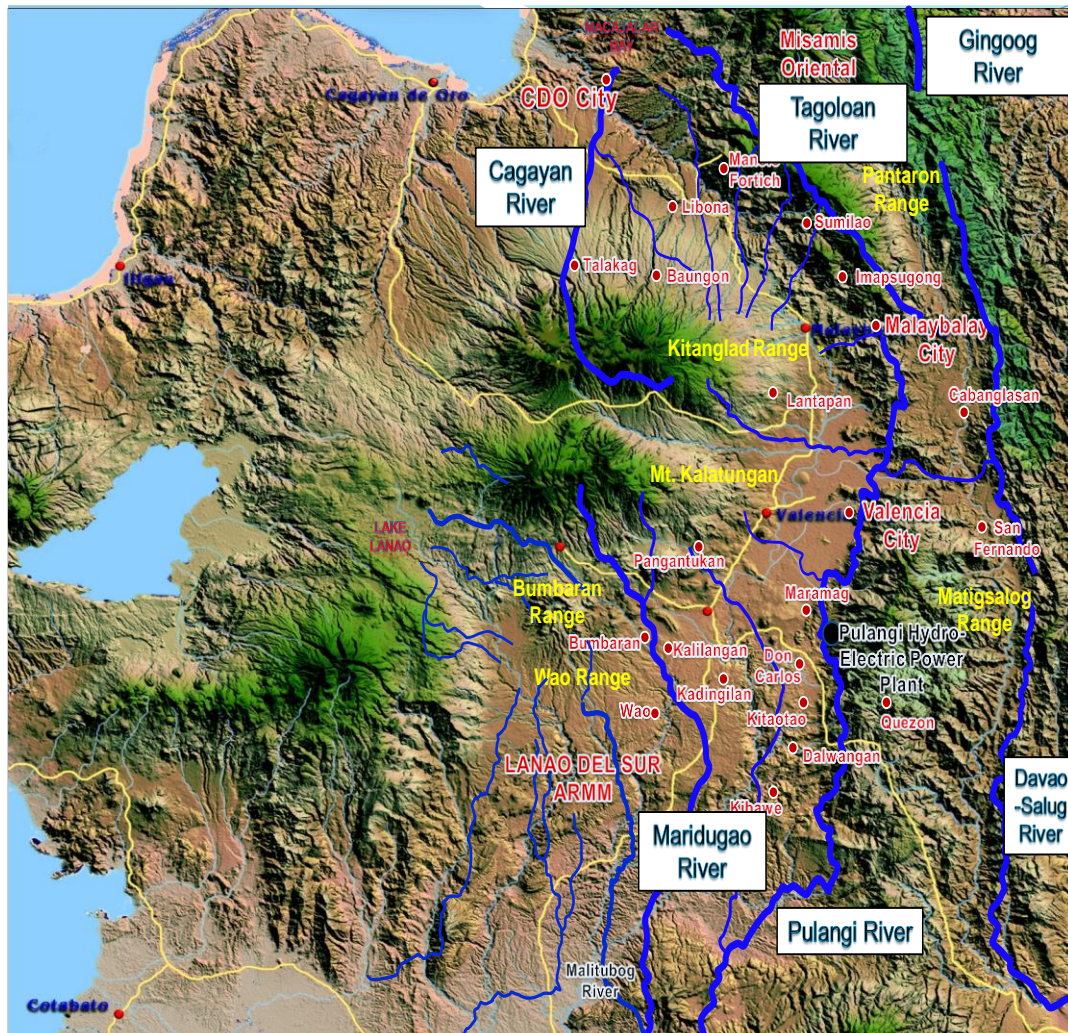 MACAJALAR
BAY
Misamis
Oriental
Gingoog
River
Cagayan de Oro
CDO City
Tagoloan
River
Cagayan
River
Fortich
Pantaron
Range
Libona
Sumilao
Iligan
Talakag
Baungon
Imapsugong
Malaybalay
City
Kitanglad Range
Lantapan
Cabanglasan
Mt. Kalatungan
Valencia
Valencia
City
San
Fernando
LAKE
LANAO
Pangantukan
Bumbaran
Range
Maramag
Matigsalog
Range
Bumbaran
Kalilangan
Pulangi Hydro-
Electric Power
Plant
Don
Carlos
Wao Range
Kadingilan
Wao
Kitaotao
Quezon
Dalwangan
LANAO DEL SUR
ARMM
Kibawe
Davao
-Salug
River
Maridugao
River
Pulangi River
Malitubog
River
Cotabato